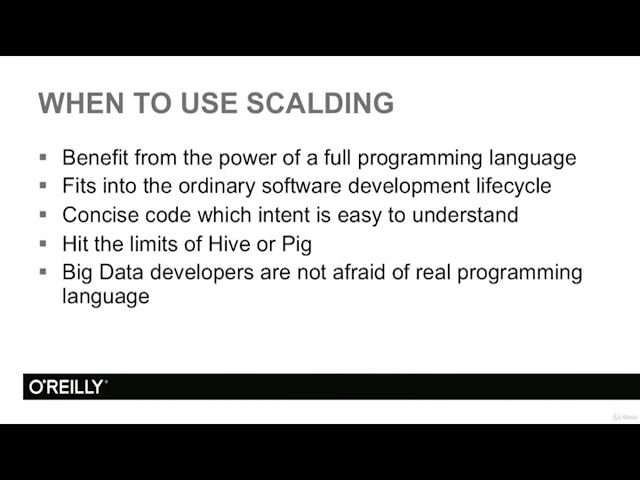 WHEN TO USE SCALDING
▪ Benefit from the power of a full programming language
▪ Fits into the ordinary software development lifecycle
▪ Concise code which intent is easy to understand
▪ Hit the limits of Hive or Pig
▪ Big Data developers are not afraid of real programming
language
O'REILLY®